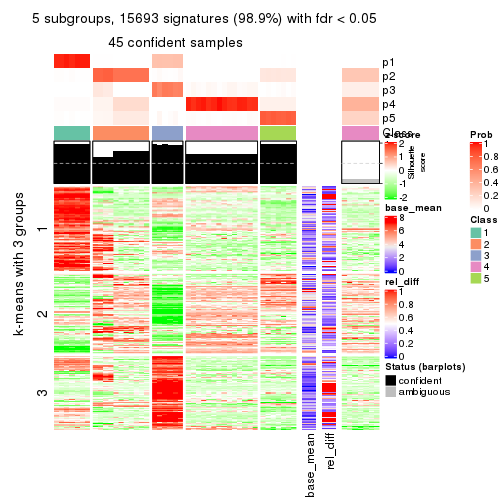 5 subgroups, 15693 signatures (98.9%) with fdr < 0.05
45 confident samples
p1
p2
p3
p4
p5
Class
z-score
2
1
0
-1
-2
Silhouette
score
base_mean
8
6
4
2
0
rel_diff
1
0.8
0.6
0.4
0.2
0
Status (barplots)
confident
ambiguous
Prob
1
0.8
0.6
0.4
0.2
0
Class
1
2
3
4
5
k-means with 3 groups
1
2
3
base_mean
rel_diff